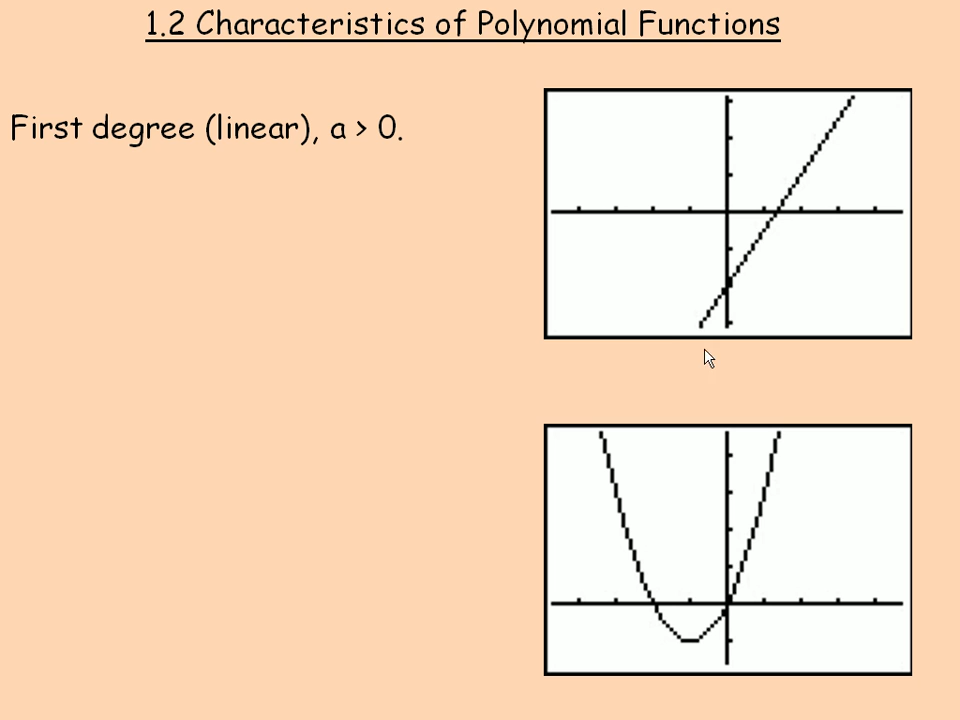 1.2 Characteristics of Polynomial Functions
First degree (linear), a > 0.